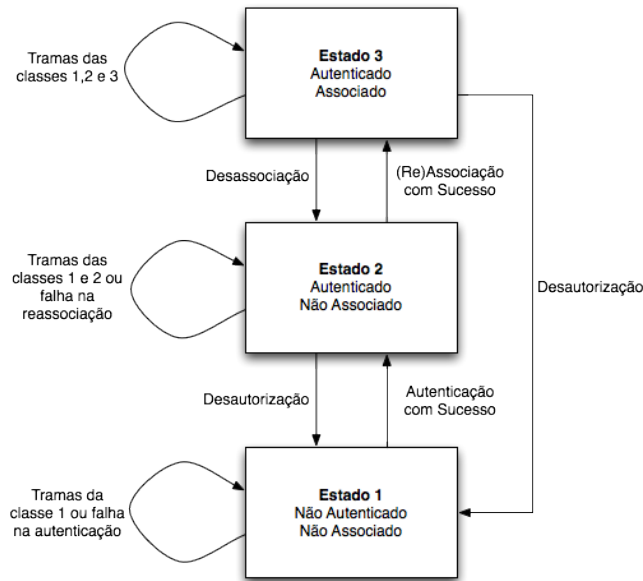 Tramas das
classes 1,2 e 3
Estado 3
Autenticado
Associado
Desassociação
(Re)Associação
com Sucesso
Tramas das
classes 1 e 2 ou
falha na
reassociação
Estado 2
Autenticado
Não Associado
Desautorização
Desautorização
Autenticação
com Sucesso
Tramas da
classe 1 ou falha
na autenticação
Estado 1
Não Autenticado
Não Associado